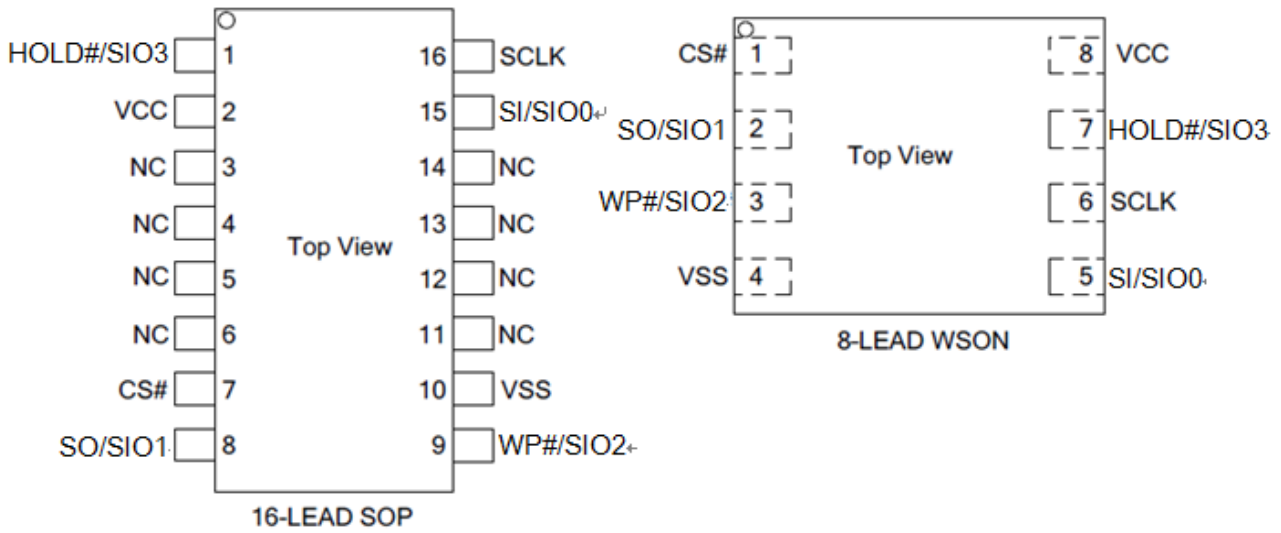 HOLD#/SIO3 1 16 SCLK
VCC 2 15 SI/SIO0
NC 3 14 NC
NC 4 13 NC
Top View
NC 5 12 NC
NC 6 11 NC
CS# 7 10 VSS
SO/SIO1 8 9 WP#/SIO2
16-LEAD SOP
CS# 1 8 VCC
SO/SIO1 2 7 HOLD#/SIO3
Top View
WP#/SIO2 3 6 SCLK
VSS 4 5 SI/SIO0
8-LEAD WSON